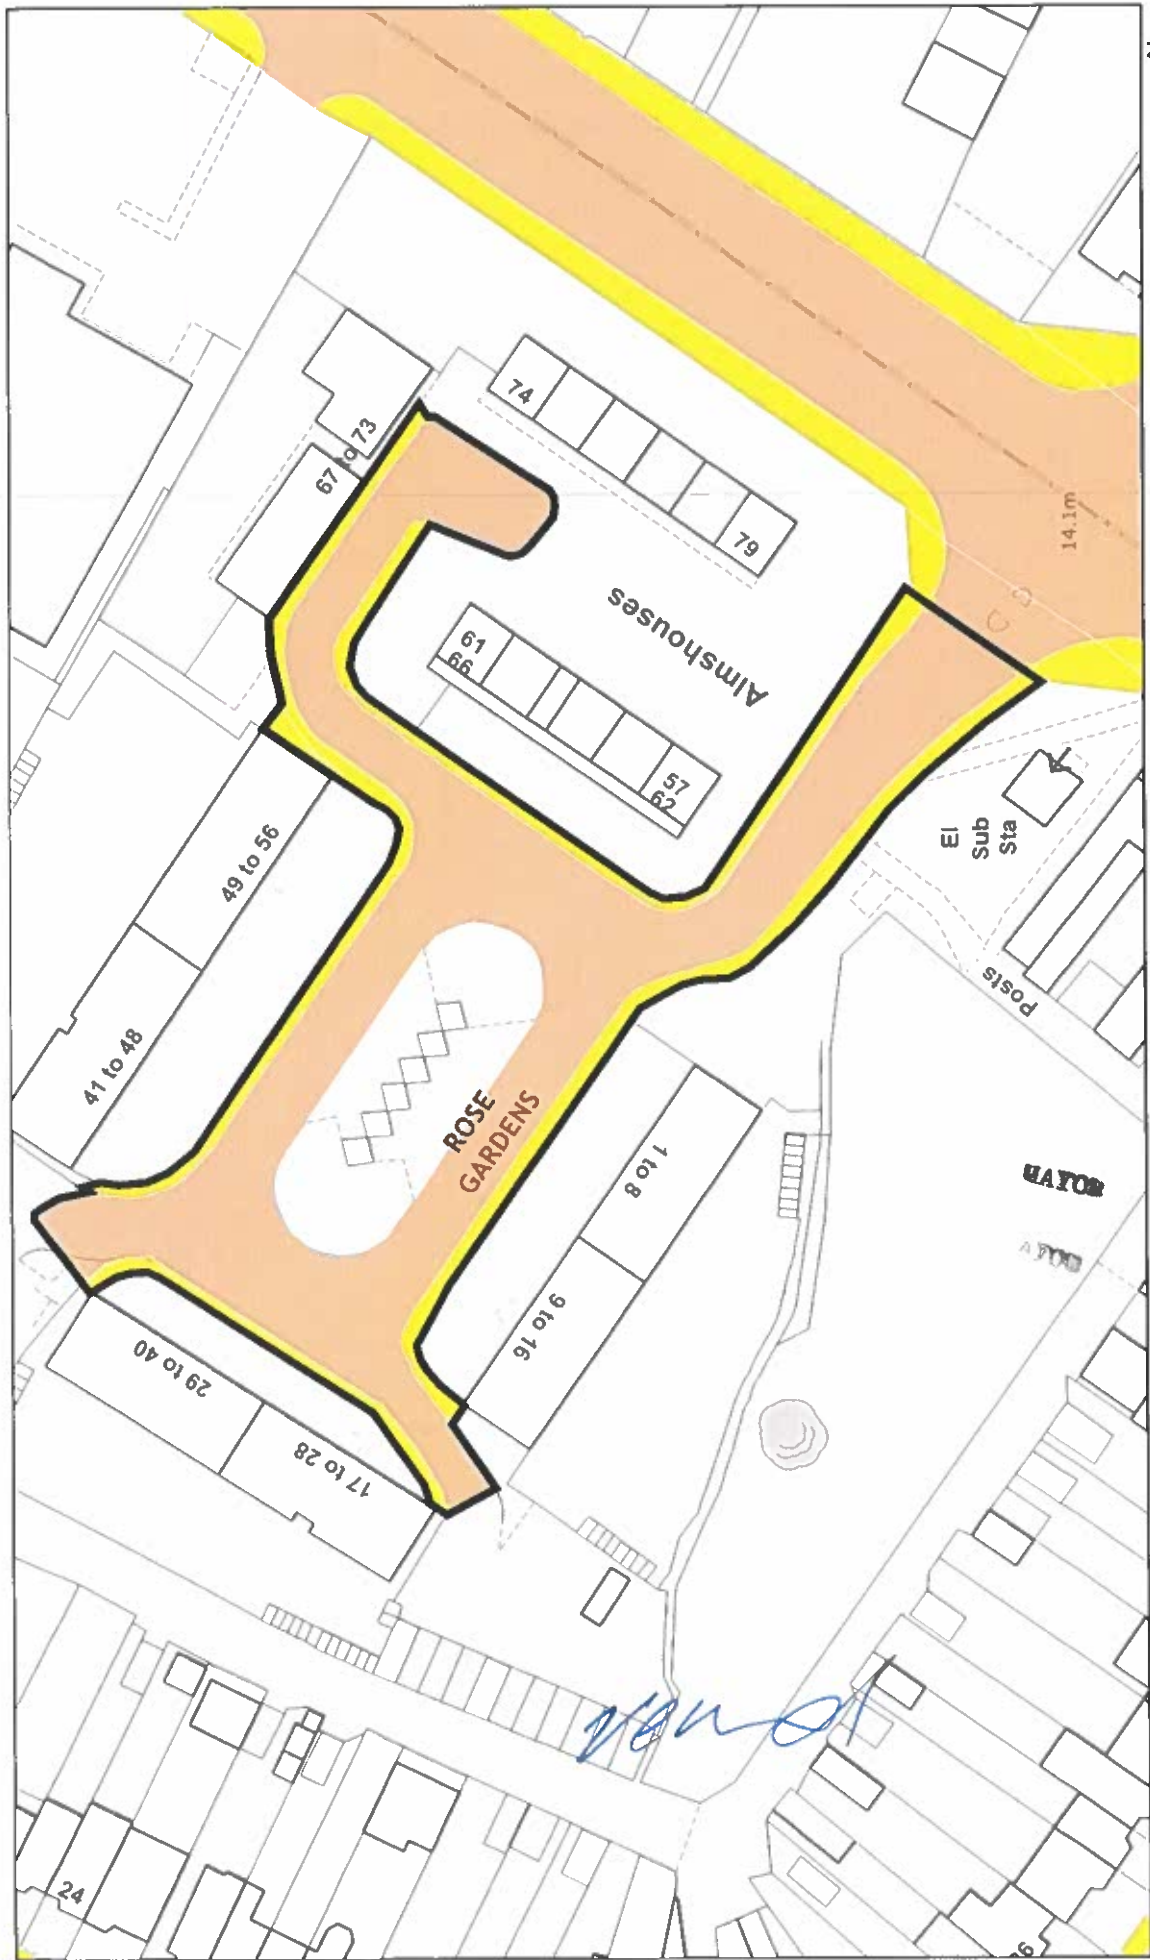 67 to 73
74
79
61
66
Almshouses
57
62
14.1m
49 to 56
El
Sub
Sta
41 to 48
Posts
ROSE
GARDENS
1 to 8
9 to 16
29 to 40
17 to 28
24